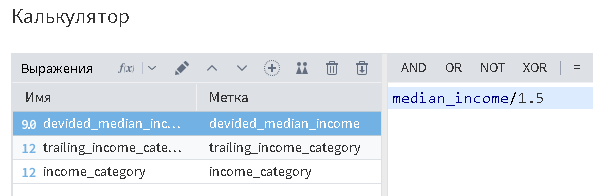 Калькулятор
Выражения f(x) AND OR NOT XOR =
Имя Метка
median_income/1.5
9.0 devided_median_inc... devided_median_income
12 trailing_income_cate... trailing_income_category
12 income_category income_category